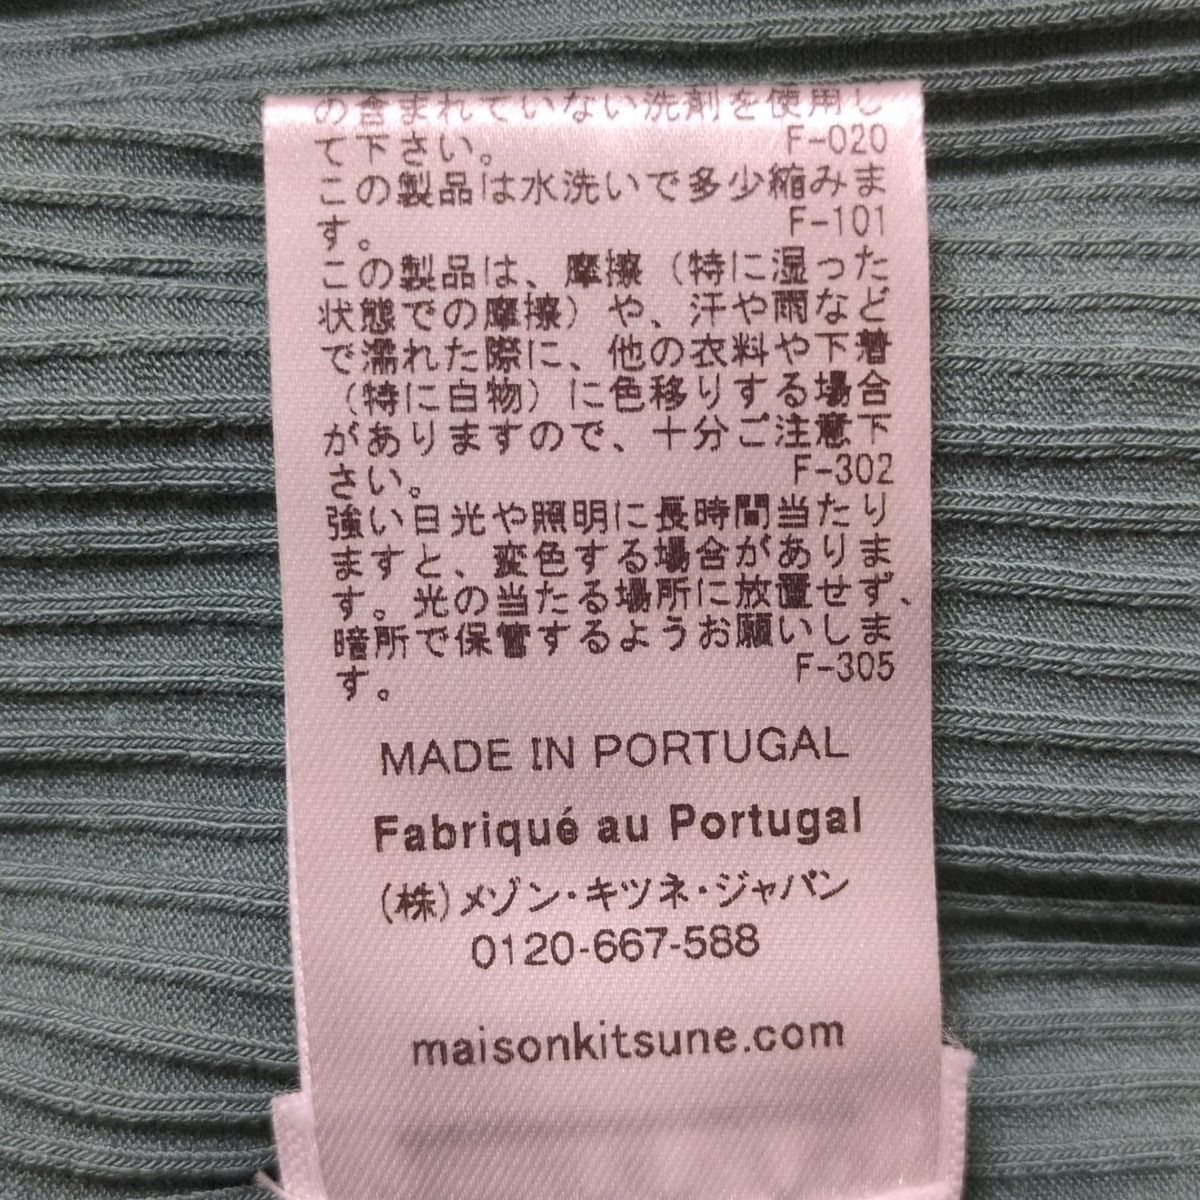 の含まれていない洗剤を使用し
て下さい。 F-020
この製品は水洗いで多少縮みま
す。 F-101
この製品は、摩擦（特に湿った
状態での摩擦）や、汗や雨など
で濡れた際に、他の衣料や下着
（特に白物）に色移りする場合
がありますので、十分ご注意下
さい。 F-302
強い日光や照明に長時間当たり
ますと、変色する場合がありま
す。光の当たる場所に放置せず、
暗所で保管するようお願いしま
す。 F-305
MADE IN PORTUGAL
Fabriqué au Portugal
(株)メゾン・キツネ・ジャパン
0120-667-588
maisonkitsune.com